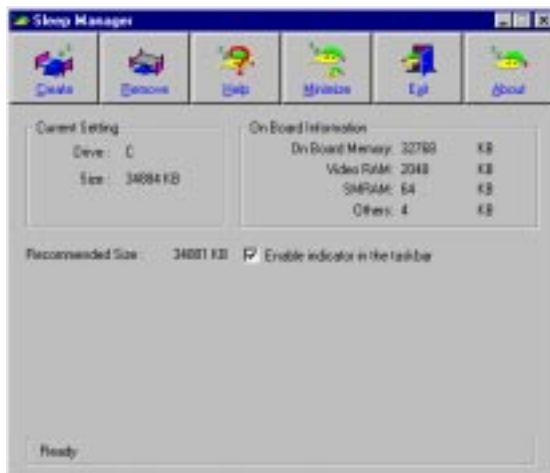 Sleep Manager
Create Remove Help Minimize Exit About
Current Setting
Drive: C
Size: 34884 KB
On Board Information
On Board Memory: 32768 KB
Video RAM: 2048 KB
SMRAM: 64 KB
Others: 4 KB
Recommended Size: 34881 KB Enable indicator in the taskbar
Ready